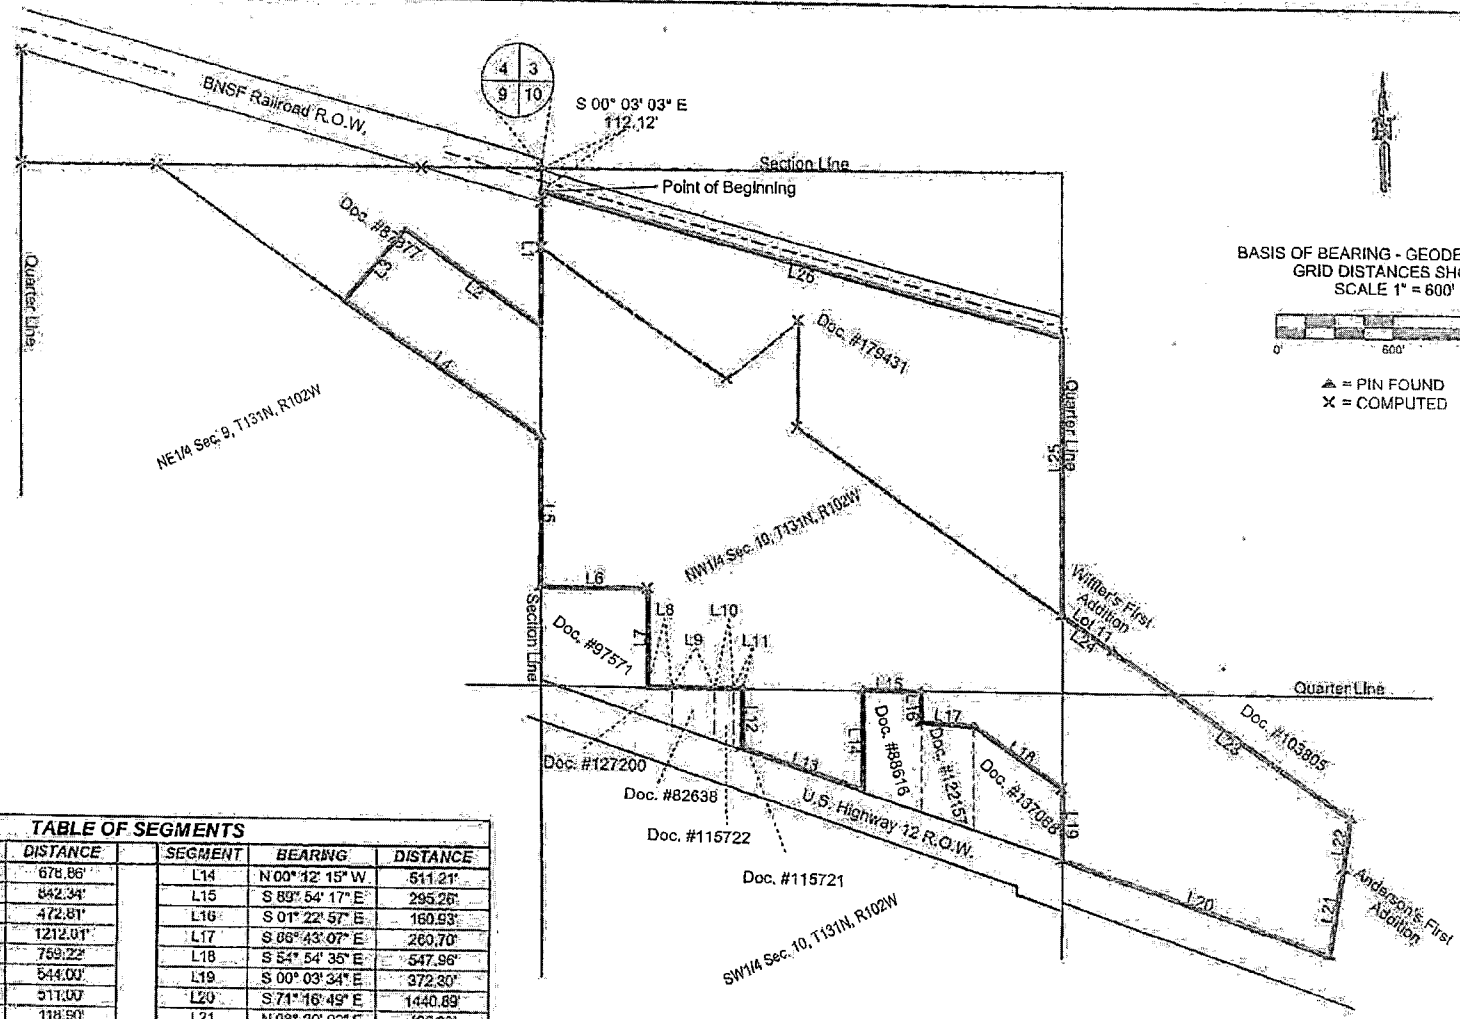 4 3
9 10
S 00° 03' 03" E
112.12'
BNSF Railroad R.O.W.
Section Line
Point of Beginning
N
BASIS OF BEARING - GEODE
GRID DISTANCES SH
SCALE 1" = 600'
0' 600'
= PIN FOUND
X = COMPUTED
Quarter Line
Doc.
L1
L2
L3
L4
L26
Doc. #179431
NE1/4 Sec. 9, T131N, R102W
L25
Quarter Line
L5
NW1/4 Sec. 10, T131N, R102W
L6
L7
Doc. #97571
Section Line
L8
L9
L10
L11
Addition
Lot 11
L24
Quarter Line
L12
L13
L14
L15
L16
L17
L18
L19
Doc. #88616
Doc. #103805
L23
Doc. #127200
Doc. #82638
Doc. #115722
Doc. #115721
U.S. Highway 12 R.O.W.
L20
L21
L22
Anderson's First
Addition
SW1/4 Sec. 10, T131N, R102W
TABLE OF SEGMENTS
DISTANCE SEGMENT BEARING DISTANCE
678.86' L14 N 00° 12' 15" W 511.21'
842.34' L15 S 89° 54' 17" E 295.26'
472.81' L16 S 01° 22' 57" E 160.93'
1212.01' L17 S 86° 43' 07" E 260.70'
759.22' L18 S 54° 54' 35" E 547.96'
544.00' L19 S 00° 03' 34" E 372.30'
511.00' L20 S 71° 16' 49" E 1440.89'
118.90' L21